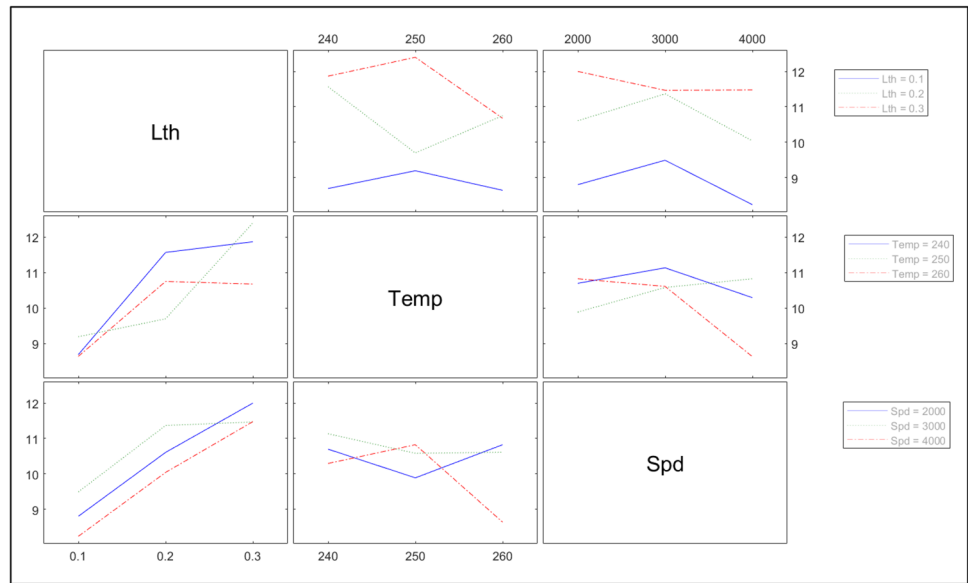 240 250 260
2000 3000 4000
12
11
10
9
Lth
Lth = 0.1
Lth = 0.2
Lth = 0.3
12
11
10
9
Temp
12
11
10
9
Temp = 240
Temp = 250
Temp = 260
12
11
10
9
Spd
Spd = 2000
Spd = 3000
Spd = 4000
0.1 0.2 0.3
240 250 260